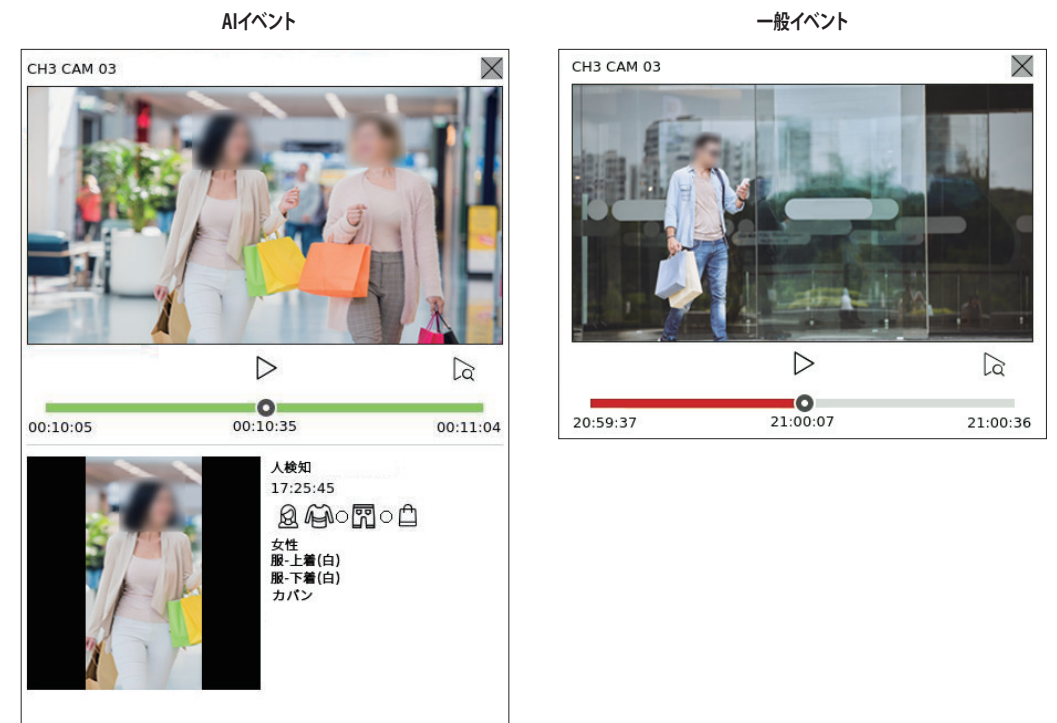 AIイベント
CH3 CAM 03
00:10:05
00:10:35
00:11:04
人検知
17:25:45
女性
服-上着(白)
服-下着(白)
カバン
一般イベント
CH3 CAM 03
20:59:37
21:00:07
21:00:36